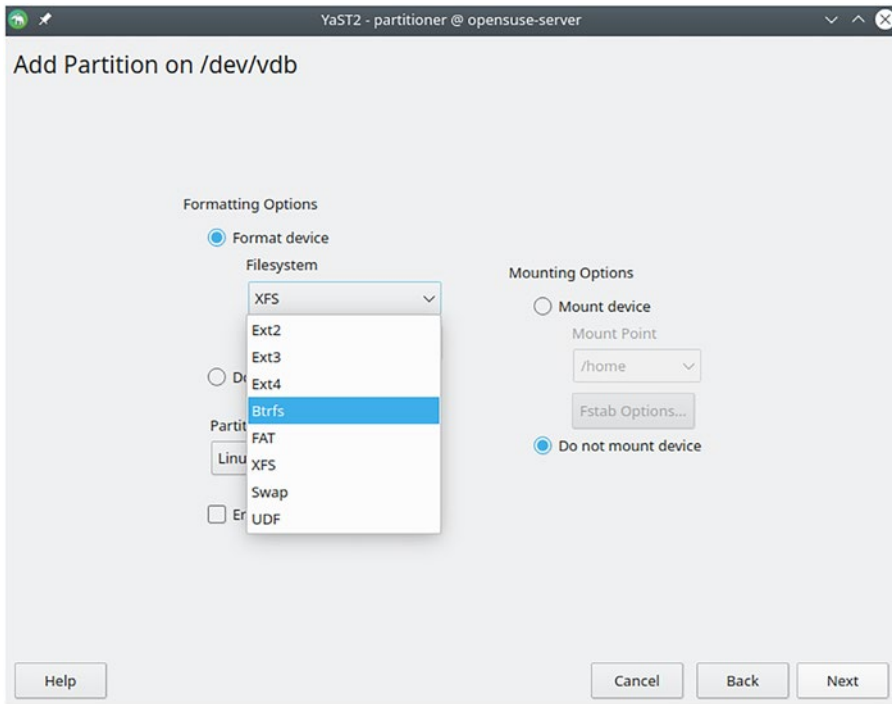 YaST2 - partitioner @ opensuse-server
Add Partition on /dev/vdb
Formatting Options
Format device
Filesystem
XFS
Ext2
Ext3
Ext4
Btrfs
FAT
XFS
Swap
UDF
Mounting Options
Mount device
Mount Point
/home
Fstab Options...
Do not mount device
Help
Cancel
Back
Next